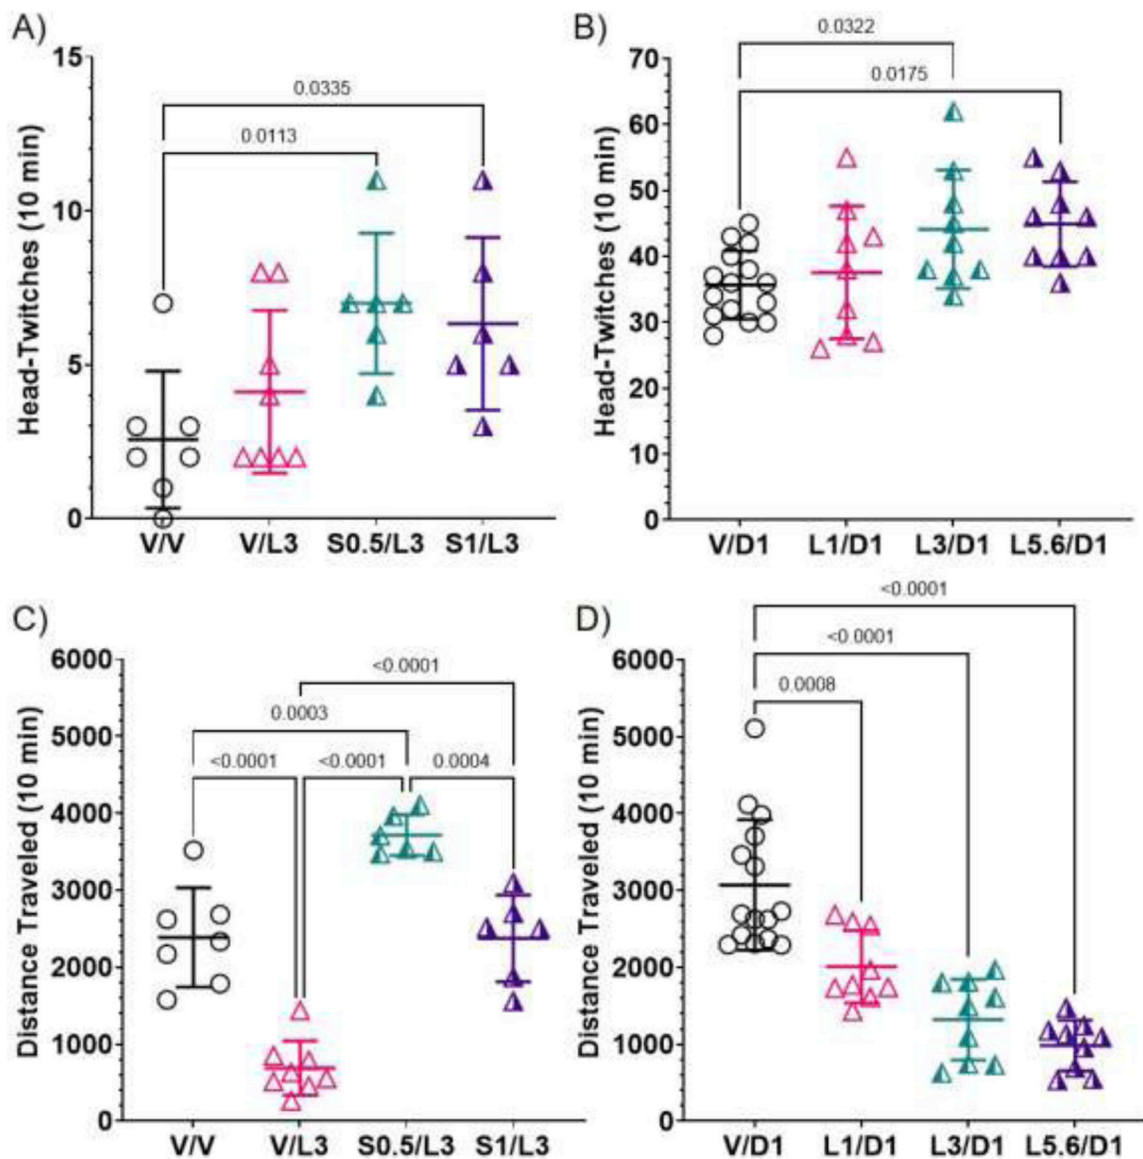 A)
Head-Twitches (10 min)
15
10
5
0
0.0335
0.0113
V/V V/L3 S0.5/L3 S1/L3
B)
Head-Twitches (10 min)
70
60
50
40
30
20
10
0
0.0322
0.0175
V/D1 L1/D1 L3/D1 L5.6/D1
C)
Distance Traveled (10 min)
6000
5000
4000
3000
2000
1000
0
<0.0001
0.0003
<0.0001 <0.0001 0.0004
V/V V/L3 S0.5/L3 S1/L3
D)
Distance Traveled (10 min)
6000
5000
4000
3000
2000
1000
0
<0.0001
<0.0001
0.0008
V/D1 L1/D1 L3/D1 L5.6/D1